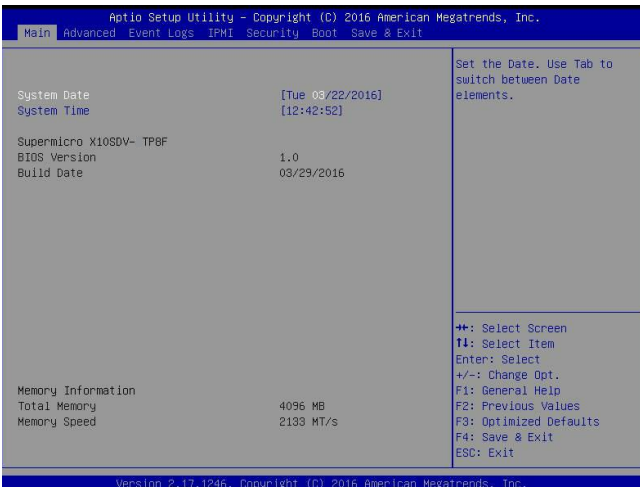 Aptio Setup Utility – Copyright (C) 2016 American Megatrends, Inc.
Main Advanced Event Logs IPMI Security Boot Save & Exit
Set the Date. Use Tab to
switch between Date
elements.
System Date [Tue 03/22/2016]
System Time [12:42:52]
Supermicro X10SDV- TP8F
BIOS Version 1.0
Build Date 03/29/2016
Memory Information
Total Memory 4096 MB
Memory Speed 2133 MT/s
→←: Select Screen
↑↓: Select Item
Enter: Select
+/-: Change Opt.
F1: General Help
F2: Previous Values
F3: Optimized Defaults
F4: Save & Exit
ESC: Exit
Version 2.17.1246. Copyright (C) 2016 American Megatrends, Inc.